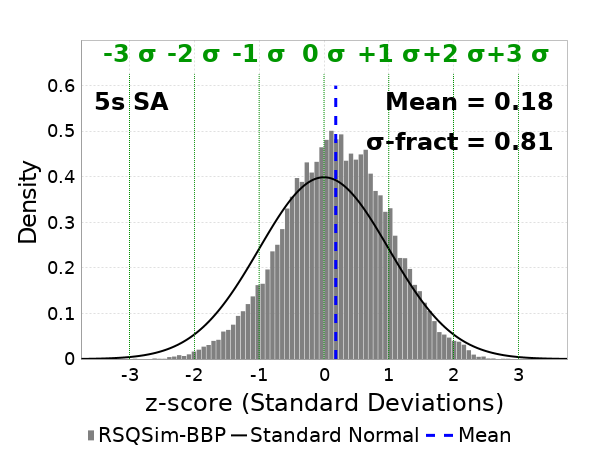 -3 σ -2 σ -1 σ 0 σ +1 σ +2 σ +3 σ
0.6
5s SA
Mean = 0.18
0.5
σ-fract = 0.81
0.4
0.3
0.2
0.1
0
Density
-3 -2 -1 0 1 2 3
z-score (Standard Deviations)
RSQSim-BBP Standard Normal Mean